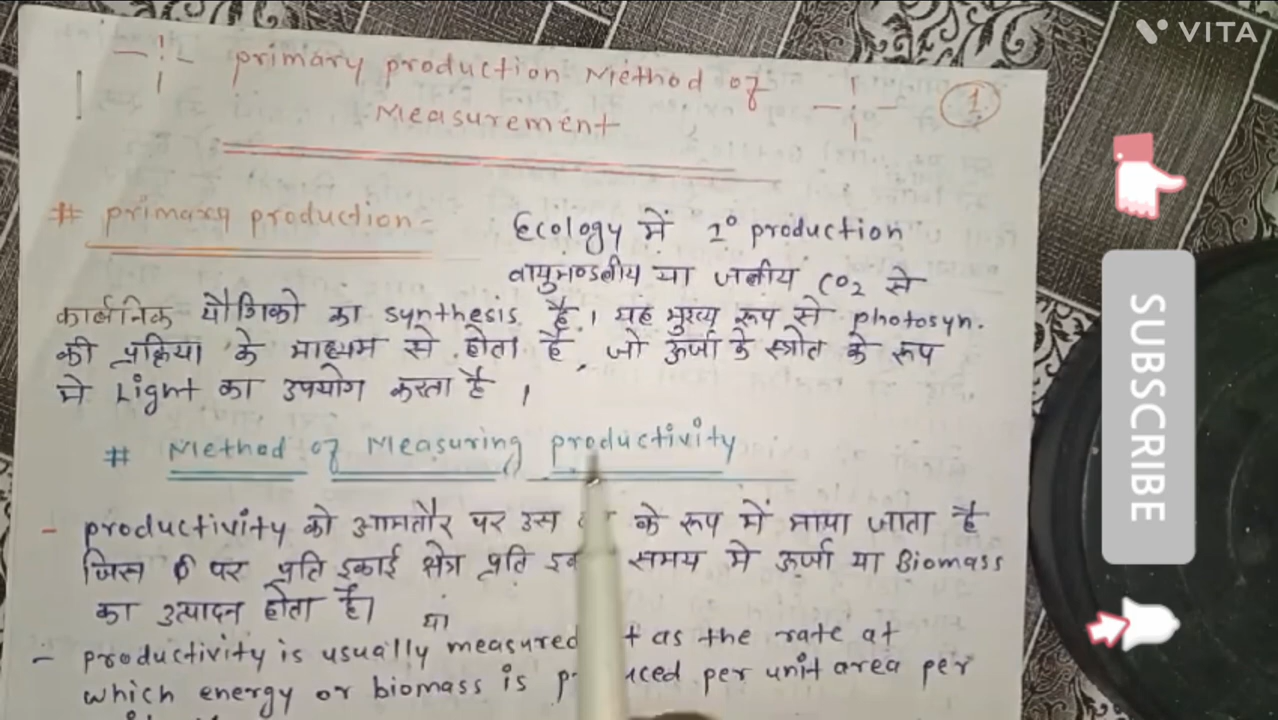 primary production Method of
Measurement
1
# primary production -
Ecology में 1° production
वायुमण्डलीय या जलीय CO2 से
कार्बनिक यौगिको का synthesis है। यह मुख्य रूप से photosyn.
की प्रक्रिया के माध्यम से होता है, जो ऊर्जा के स्त्रोत के रूप
मे Light का उपयोग करता है।
# Method of Measuring productivity
- productivity को आमतौर पर उस के रूप में मापा जाता है
जिस पर प्रति इकाई क्षेत्र प्रति समय मे ऊर्जा या Biomass
का उत्पादन होता है।
या
- productivity is usually measured as the rate at
which energy or biomass is per unit area per
VITA
SUBSCRIBE